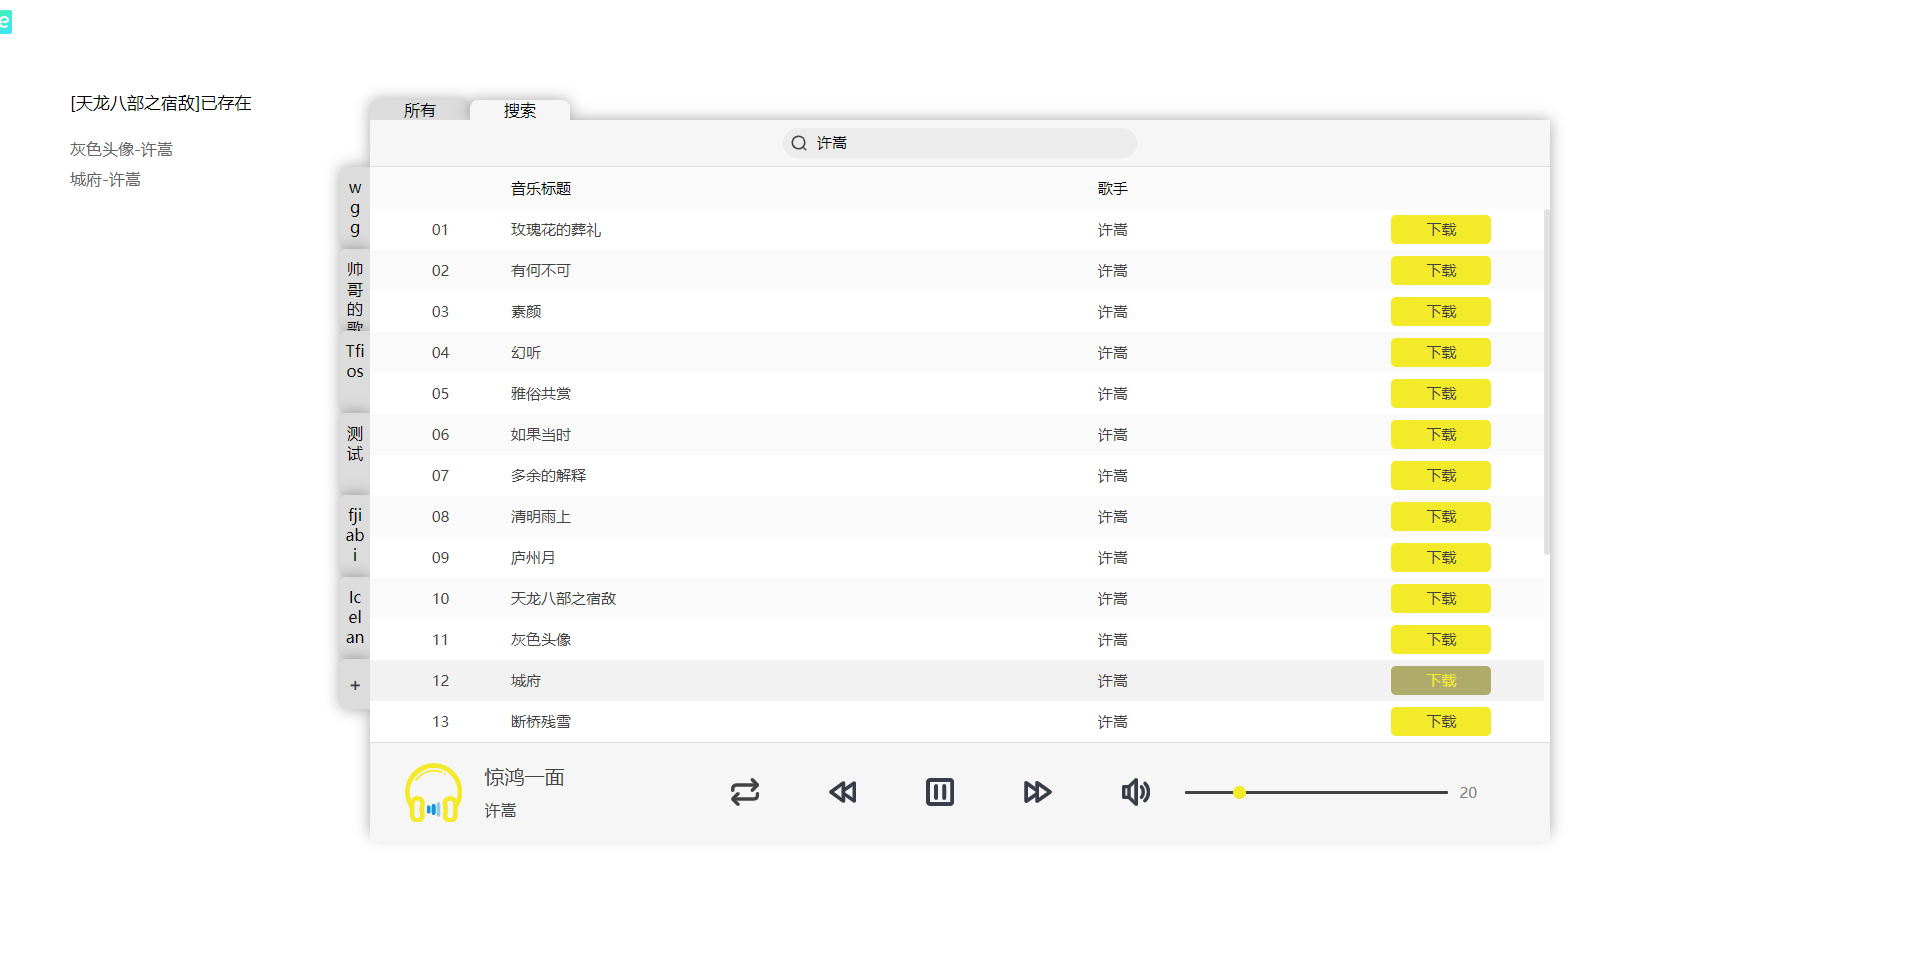 e
[天龙八部之宿敌]已存在
灰色头像-许嵩
城府-许嵩
所有 搜索
许嵩
w
g
g
帅
哥
的
歌
Tfi
os
测
试
fji
ab
i
Ic
el
an
+
音乐标题 歌手
01 玫瑰花的葬礼 许嵩 下载
02 有何不可 许嵩 下载
03 素颜 许嵩 下载
04 幻听 许嵩 下载
05 雅俗共赏 许嵩 下载
06 如果当时 许嵩 下载
07 多余的解释 许嵩 下载
08 清明雨上 许嵩 下载
09 庐州月 许嵩 下载
10 天龙八部之宿敌 许嵩 下载
11 灰色头像 许嵩 下载
12 城府 许嵩 下载
13 断桥残雪 许嵩 下载
惊鸿一面
许嵩
20